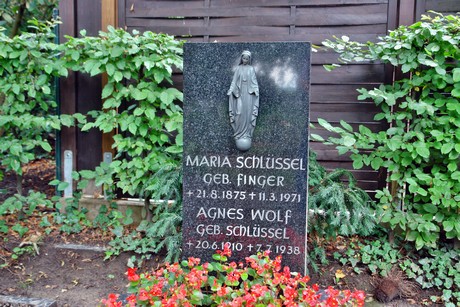 MARIA SCHLÜSSEL
GEB. FINGER
+ 21.8.1875 + 11.3.1971
AGNES WOLF
GEB. SCHLÜSSEL
+ 20.6.1910 + 7.7.1938